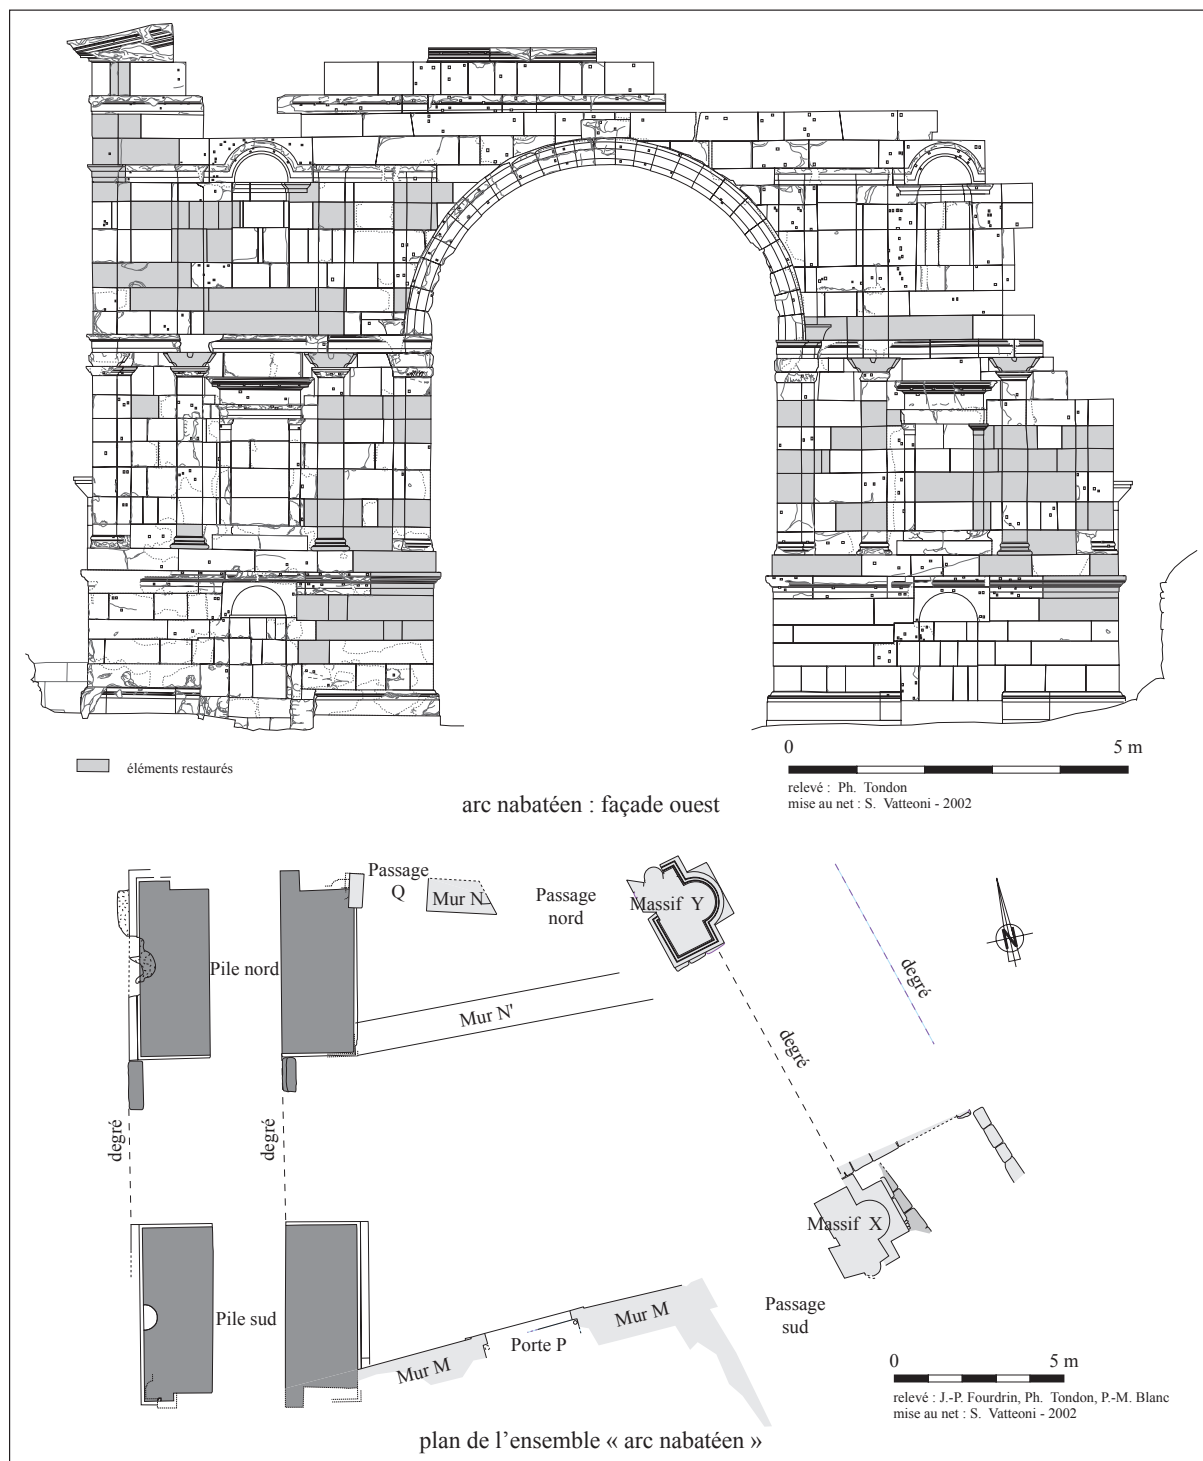 éléments restaurés
0 5 m
relevé : Ph. Tondon
mise au net : S. Vatteoni - 2002
arc nabatéen : façade ouest
Passage
Q
Mur N
Passage
nord
Massif Y
N
Pile nord
degré
Mur N'
degré
degré
degré
Massif X
Pile sud
Passage
sud
Mur M
Porte P
Mur M
0 5 m
relevé : J.-P. Fourdrin, Ph. Tondon, P.-M. Blanc
mise au net : S. Vatteoni - 2002
plan de l’ensemble « arc nabatéen »